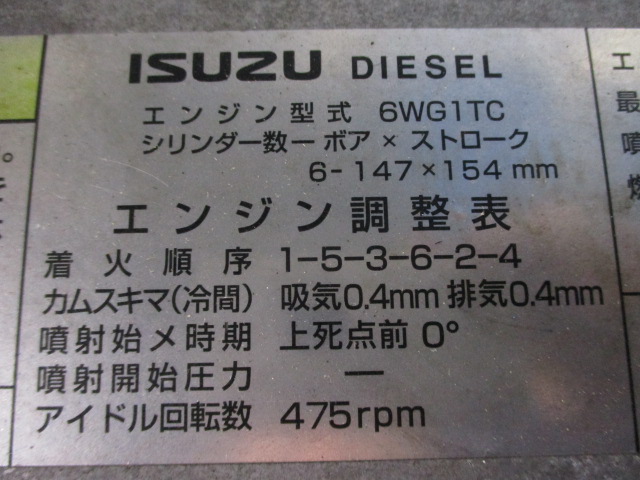 ISUZU DIESEL
エンジン型式 6WG1TC
シリンダー数ー ボア × ストローク
6-147×154 mm
エンジン調整表
着火順序 1-5-3-6-2-4
カムスキマ(冷間) 吸気0.4mm 排気0.4mm
噴射始メ時期 上死点前 0°
噴射開始圧力 ー
アイドル回転数 475rpm
エ
最
噴
燃